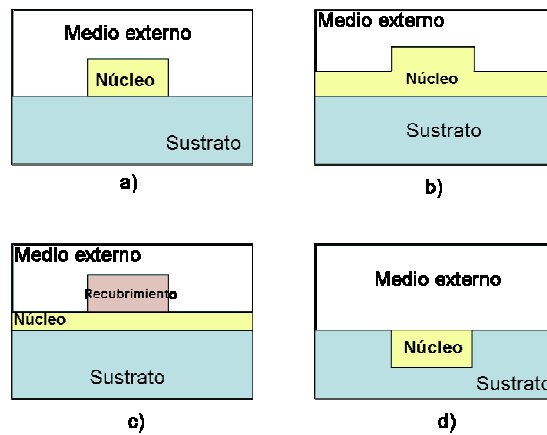 Medio externo
Núcleo
Sustrato
a)
Medio externo
Núcleo
Sustrato
b)
Medio externo
Recubrimiento
Núcleo
Sustrato
c)
Medio externo
Núcleo
Sustrato
d)